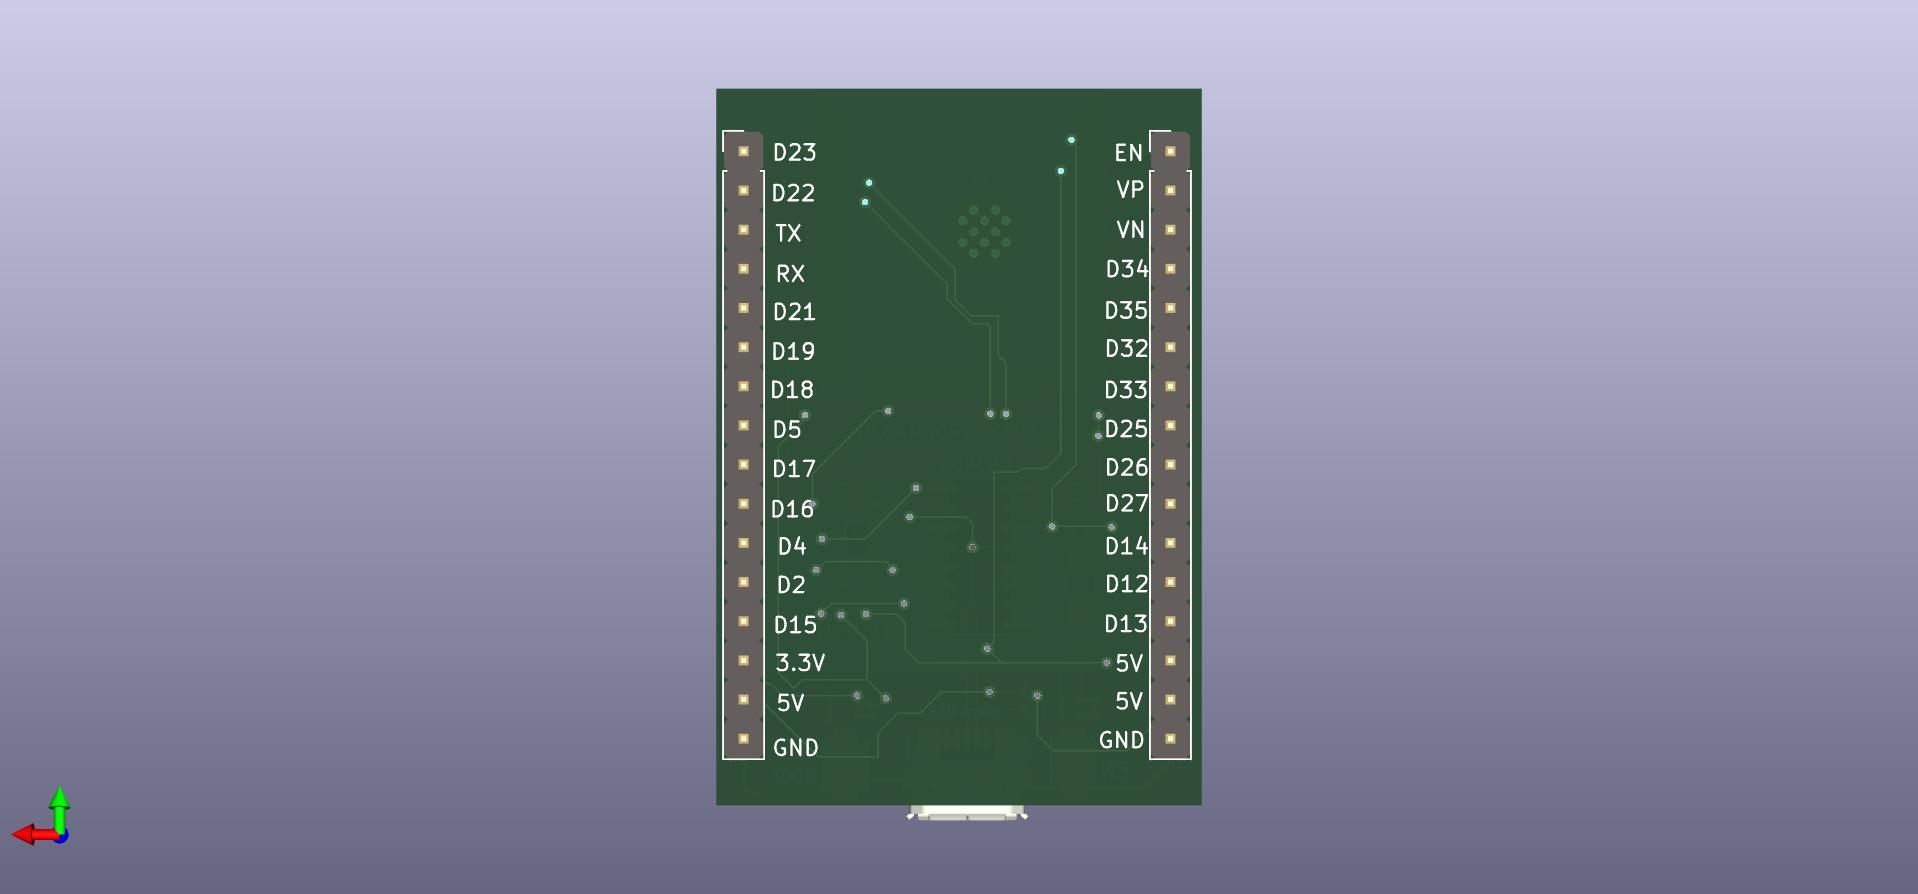 D23
D22
TX
RX
D21
D19
D18
D5
D17
D16
D4
D2
D15
3.3V
5V
GND
EN
VP
VN
D34
D35
D32
D33
D25
D26
D27
D14
D12
D13
5V
5V
GND